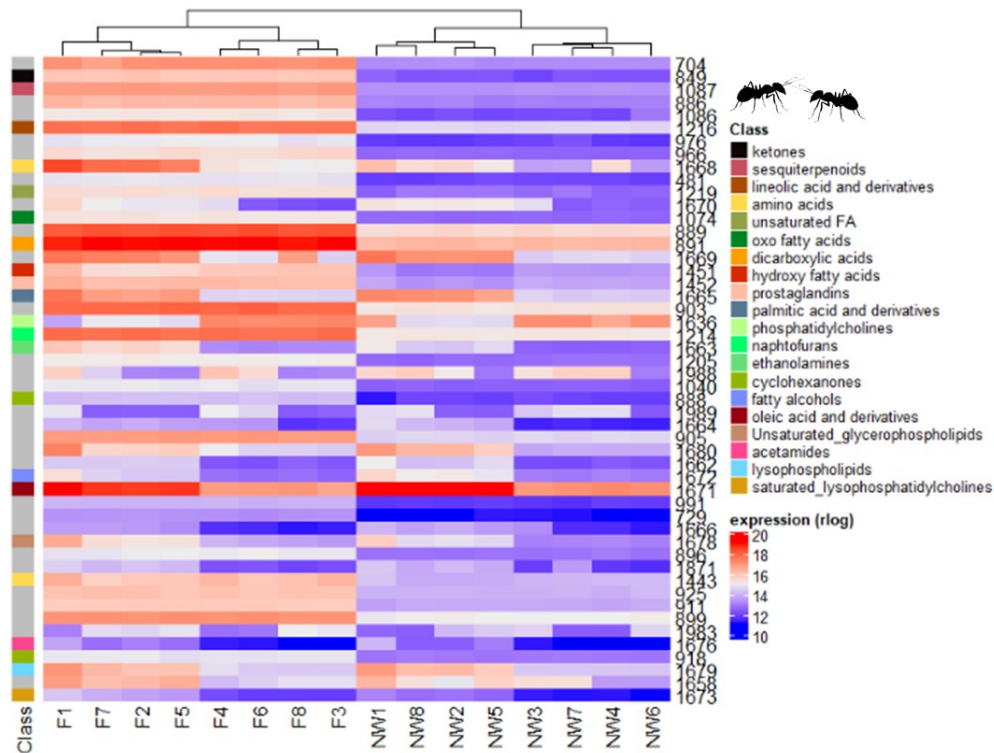 704
849
1087
886
1086
1216
976
966
1668
481
1219
1670
1074
889
891
1669
1451
1452
1665
903
1636
1214
1663
1205
1988
1040
888
1989
1664
905
1680
1662
1672
1671
991
729
1666
1678
896
1871
1443
925
911
899
1983
1676
918
1679
1658
1673
Class
F1
F7
F2
F5
F4
F6
F8
F3
NW1
NW8
NW2
NW5
NW3
NW7
NW4
NW6
Class
ketones
sesquiterpenoids
lineolic acid and derivatives
amino acids
unsaturated FA
oxo fatty acids
dicarboxylic acids
hydroxy fatty acids
prostaglandins
palmitic acid and derivatives
phosphatidylcholines
naphtofurans
ethanolamines
cyclohexanones
fatty alcohols
oleic acid and derivatives
Unsaturated_glycerophospholipids
acetamides
lysophospholipids
saturated_lysophosphatidylcholines
expression (rlog)
20
18
16
14
12
10